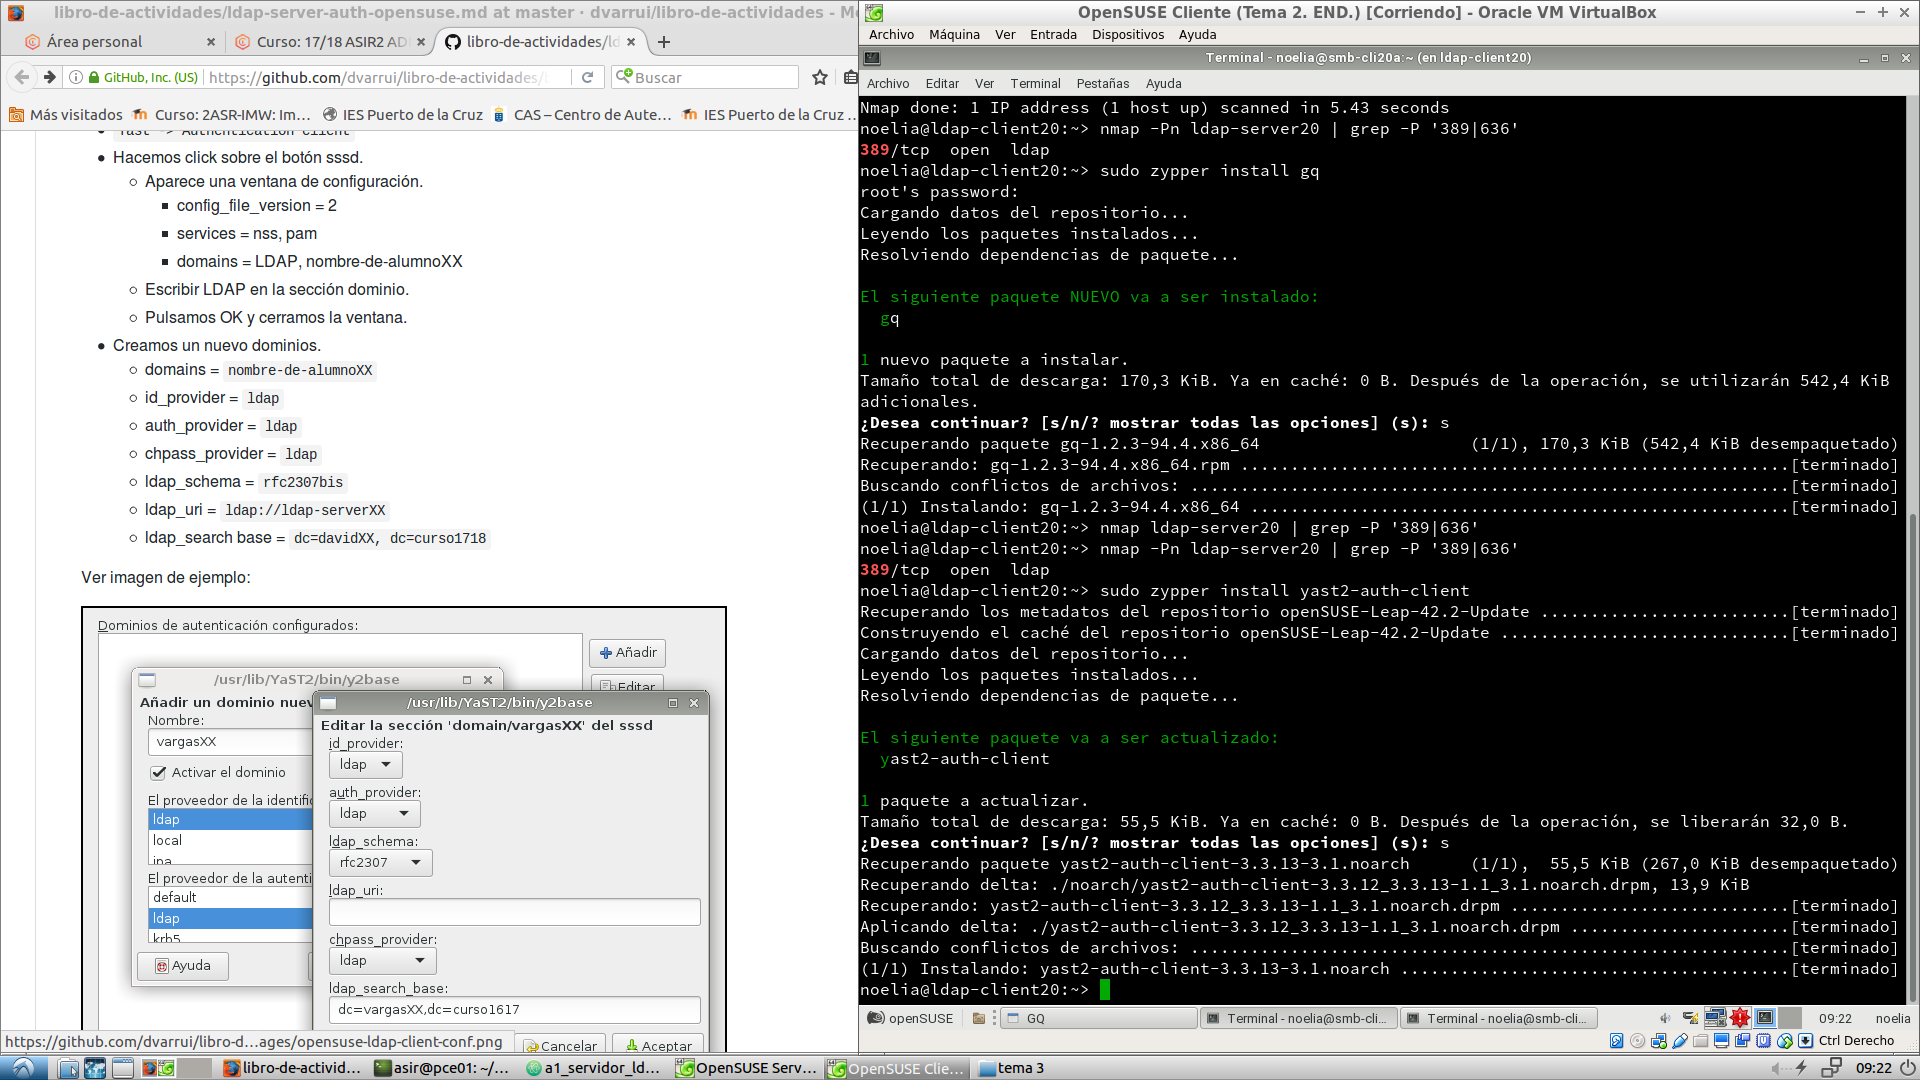 libro-de-actividades/ldap-server-auth-opensuse.md at master · dvarrui/libro-de-actividades - Mo
Área personal
Curso: 17/18 ASIR2 AD
libro-de-actividades/ld
GitHub, Inc. (US)
https://github.com/dvarrui/libro-de-actividades/b
Buscar
Más visitados
Curso: 2ASR-IMW: Im...
IES Puerto de la Cruz
CAS – Centro de Aute...
IES Puerto de la Cruz ...
Yast -> Authentication client
Hacemos click sobre el botón sssd.
Aparece una ventana de configuración.
config_file_version = 2
services = nss, pam
domains = LDAP, nombre-de-alumnoXX
Escribir LDAP en la sección dominio.
Pulsamos OK y cerramos la ventana.
Creamos un nuevo dominios.
domains = nombre-de-alumnoXX
id_provider = ldap
auth_provider = ldap
chpass_provider = ldap
ldap_schema = rfc2307bis
ldap_uri = ldap://ldap-serverXX
ldap_search base = dc=davidXX, dc=curso1718
Ver imagen de ejemplo:
Dominios de autenticación configurados:
Añadir
Editar
/usr/lib/YaST2/bin/y2base
Añadir un dominio nuev
Nombre:
vargasXX
Activar el dominio
El proveedor de la identific
ldap
local
ipa
El proveedor de la autenti
default
ldap
krb5
Ayuda
/usr/lib/YaST2/bin/y2base
Editar la sección 'domain/vargasXX' del sssd
id_provider:
ldap
auth_provider:
ldap
ldap_schema:
rfc2307
ldap_uri:
chpass_provider:
ldap
ldap_search_base:
dc=vargasXX,dc=curso1617
Cancelar
Aceptar
https://github.com/dvarrui/libro-d...ages/opensuse-ldap-client-conf.png
OpenSUSE Cliente (Tema 2. END.) [Corriendo] - Oracle VM VirtualBox
Archivo Máquina Ver Entrada Dispositivos Ayuda
Terminal - noelia@smb-cli20a:~ (en ldap-client20)
Archivo Editar Ver Terminal Pestañas Ayuda
Nmap done: 1 IP address (1 host up) scanned in 5.43 seconds
noelia@ldap-client20:~> nmap -Pn ldap-server20 | grep -P '389|636'
389/tcp  open  ldap
noelia@ldap-client20:~> sudo zypper install gq
root's password:
Cargando datos del repositorio...
Leyendo los paquetes instalados...
Resolviendo dependencias de paquete...
El siguiente paquete NUEVO va a ser instalado:
gq
1 nuevo paquete a instalar.
Tamaño total de descarga: 170,3 KiB. Ya en caché: 0 B. Después de la operación, se utilizarán 542,4 KiB
adicionales.
¿Desea continuar? [s/n/? mostrar todas las opciones] (s): s
Recuperando paquete gq-1.2.3-94.4.x86_64 (1/1), 170,3 KiB (542,4 KiB desempaquetado)
Recuperando: gq-1.2.3-94.4.x86_64.rpm .......................................................[terminado]
Buscando conflictos de archivos: ............................................................[terminado]
(1/1) Instalando: gq-1.2.3-94.4.x86_64 ......................................................[terminado]
noelia@ldap-client20:~> nmap ldap-server20 | grep -P '389|636'
noelia@ldap-client20:~> nmap -Pn ldap-server20 | grep -P '389|636'
389/tcp  open  ldap
noelia@ldap-client20:~> sudo zypper install yast2-auth-client
Recuperando los metadatos del repositorio openSUSE-Leap-42.2-Update .........................[terminado]
Construyendo el caché del repositorio openSUSE-Leap-42.2-Update .............................[terminado]
Cargando datos del repositorio...
Leyendo los paquetes instalados...
Resolviendo dependencias de paquete...
El siguiente paquete va a ser actualizado:
yast2-auth-client
1 paquete a actualizar.
Tamaño total de descarga: 55,5 KiB. Ya en caché: 0 B. Después de la operación, se liberarán 32,0 B.
¿Desea continuar? [s/n/? mostrar todas las opciones] (s): s
Recuperando paquete yast2-auth-client-3.3.13-3.1.noarch (1/1),  55,5 KiB (267,0 KiB desempaquetado)
Recuperando delta: ./noarch/yast2-auth-client-3.3.12_3.3.13-1.1_3.1.noarch.drpm, 13,9 KiB
Recuperando: yast2-auth-client-3.3.12_3.3.13-1.1_3.1.noarch.drpm ............................[terminado]
Aplicando delta: ./yast2-auth-client-3.3.12_3.3.13-1.1_3.1.noarch.drpm ......................[terminado]
Buscando conflictos de archivos: ............................................................[terminado]
(1/1) Instalando: yast2-auth-client-3.3.13-3.1.noarch .......................................[terminado]
noelia@ldap-client20:~>
openSUSE
GQ
Terminal - noelia@smb-cli...
Terminal - noelia@smb-cli...
09:22
noelia
Ctrl Derecho
libro-de-activid...
asir@pce01: ~/...
a1_servidor_ld...
OpenSUSE Serv...
OpenSUSE Clie...
tema 3
09:22